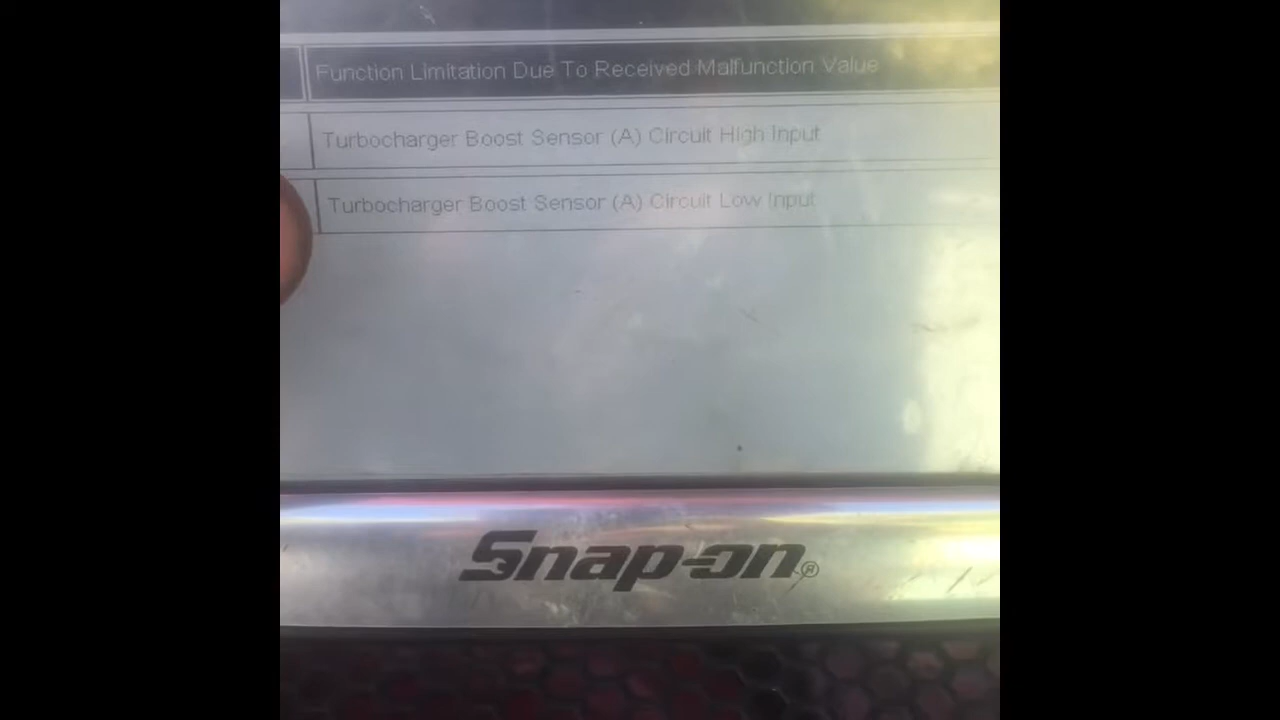 Function Limitation Due To Received Malfunction Value
Turbocharger Boost Sensor (A) Circuit High Input
Turbocharger Boost Sensor (A) Circuit Low Input
Snap-on®